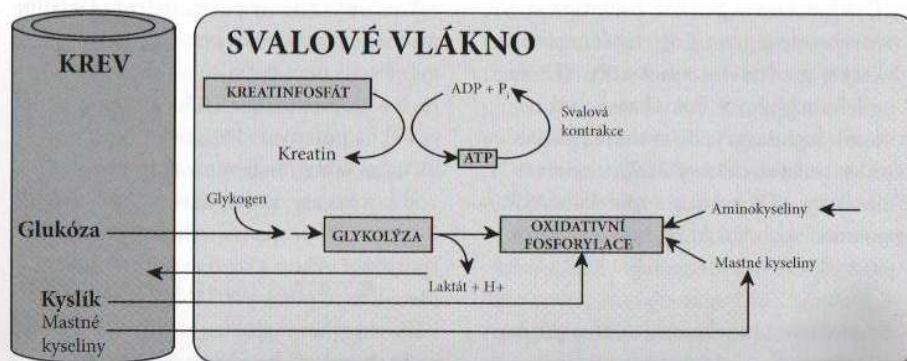 KREV
SVALOVÉ VLÁKNO
KREATINFOSFÁT
Kreatin
ADP + Pi
ATP
Svalová
kontrakce
Glykogen
Glukóza
GLYKOLÝZA
OXIDATIVNÍ
FOSFORYLACE
Aminokyseliny
Mastné kyseliny
Laktát + H+
Kyslík
Mastné
kyseliny